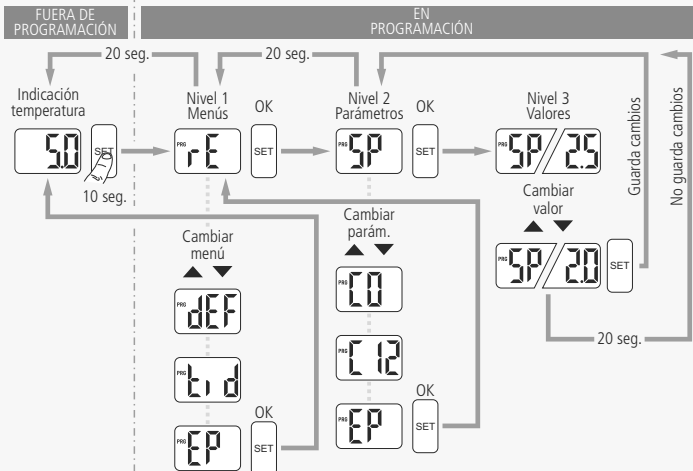 FUERA DE
PROGRAMACIÓN
EN
PROGRAMACIÓN
20 seg.
20 seg.
Indicación
temperatura
Nivel 1
Menús
OK
Nivel 2
Parámetros
OK
Nivel 3
Valores
5.0
SET
PRG rE
SET
PRG SP
SET
PRG SP/2.5
10 seg.
Cambiar
menú
Cambiar
parám.
Cambiar
valor
Guarda cambios
No guarda cambios
PRG SP/2.0
SET
20 seg.
PRG dEF
PRG tid
OK
PRG EP
SET
PRG C0
PRG C12
OK
PRG EP
SET